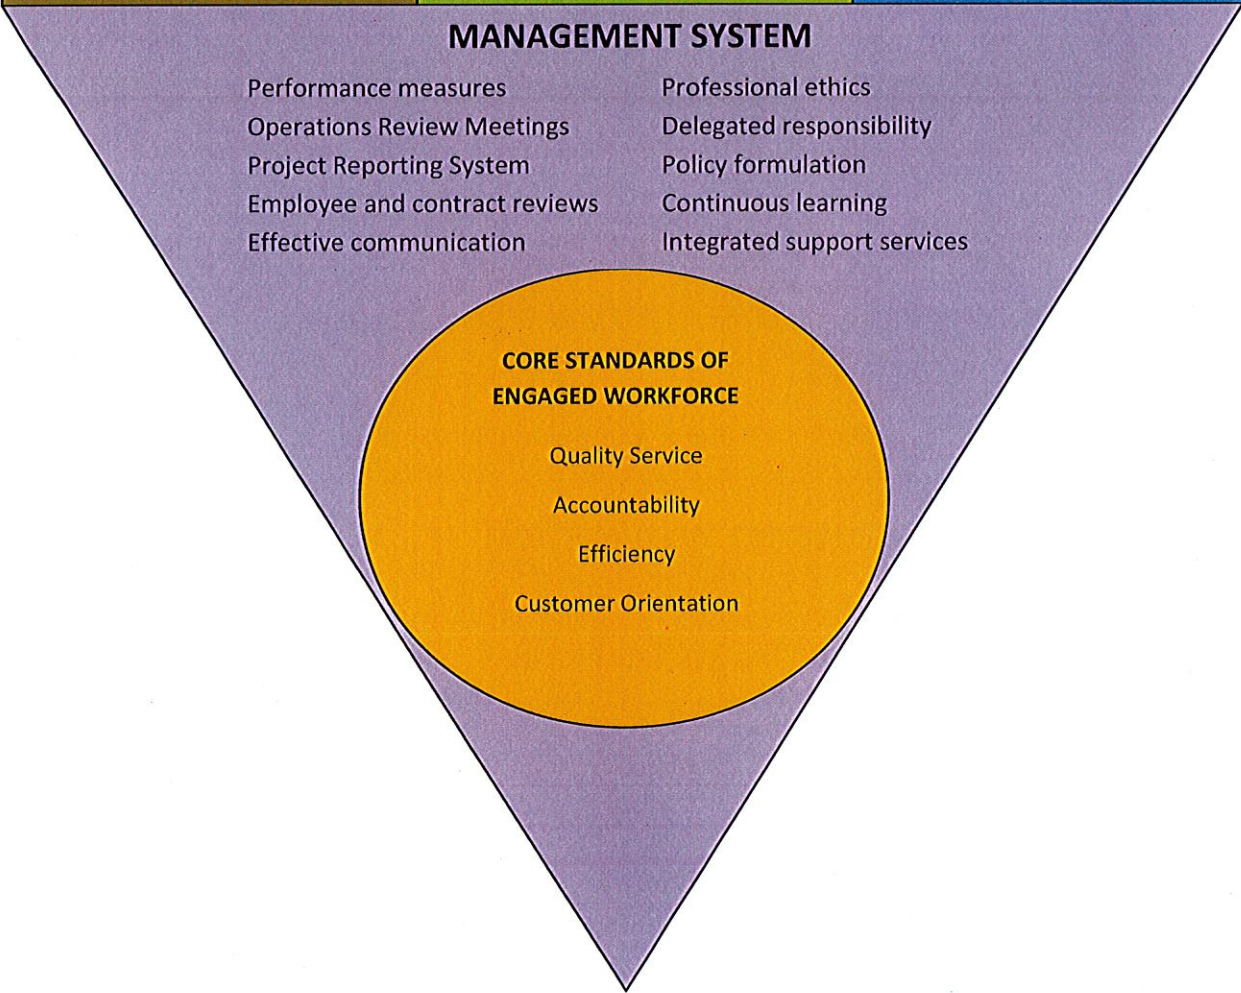 MANAGEMENT SYSTEM
Performance measures
Operations Review Meetings
Project Reporting System
Employee and contract reviews
Effective communication
Professional ethics
Delegated responsibility
Policy formulation
Continuous learning
Integrated support services
CORE STANDARDS OF
ENGAGED WORKFORCE
Quality Service
Accountability
Efficiency
Customer Orientation